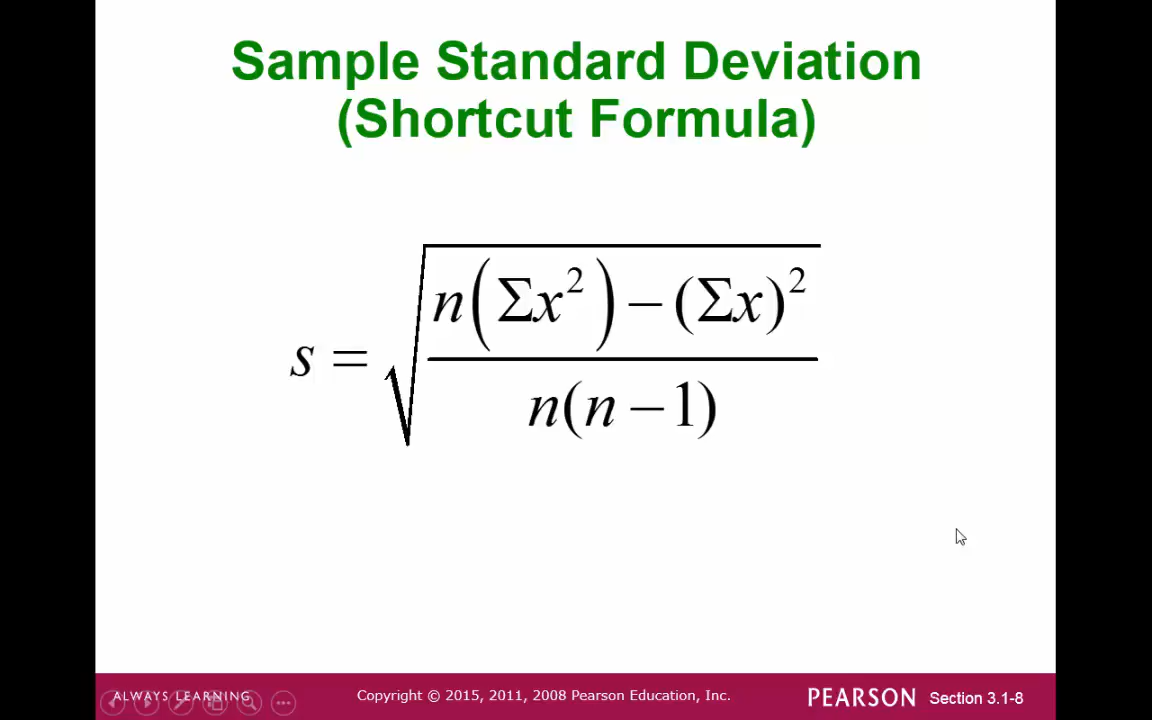 Sample Standard Deviation
(Shortcut Formula)
s = √(n(Σx²) − (Σx)² / n(n − 1))
ALWAYS LEARNING
Copyright © 2015, 2011, 2008 Pearson Education, Inc.
PEARSON
Section 3.1-8